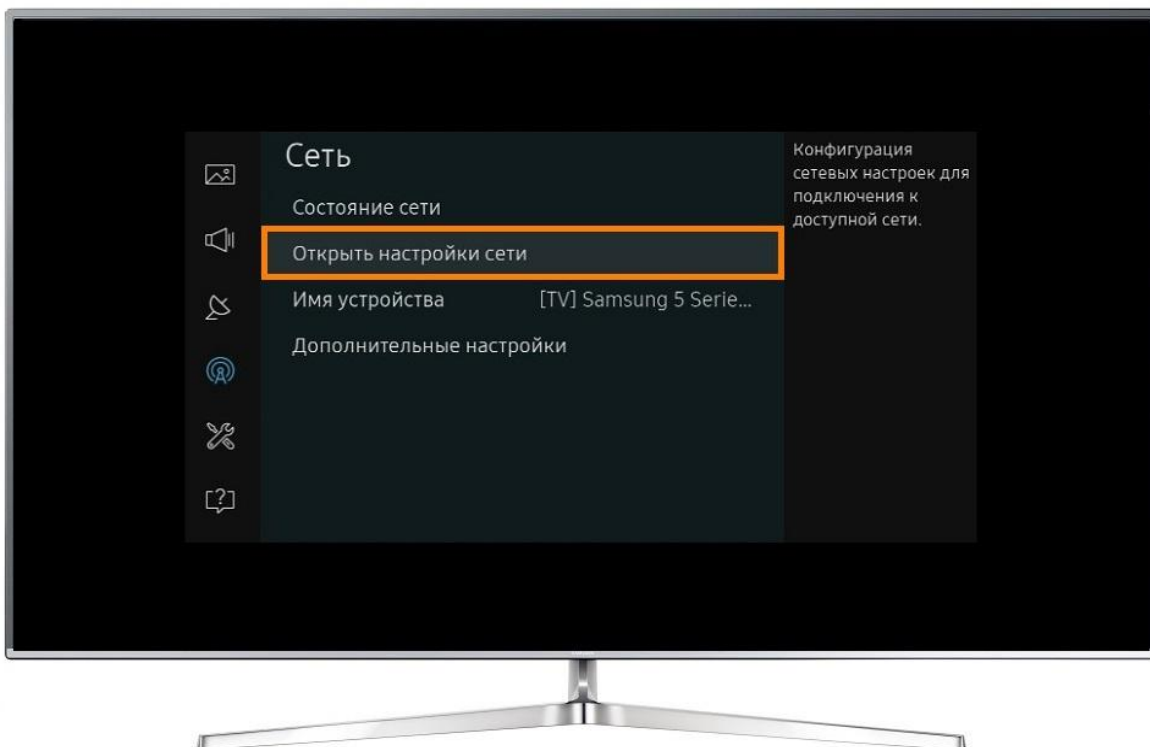 Сеть
Состояние сети
Открыть настройки сети
Имя устройства [TV] Samsung 5 Serie...
Дополнительные настройки
Конфигурация
сетевых настроек для
подключения к
доступной сети.